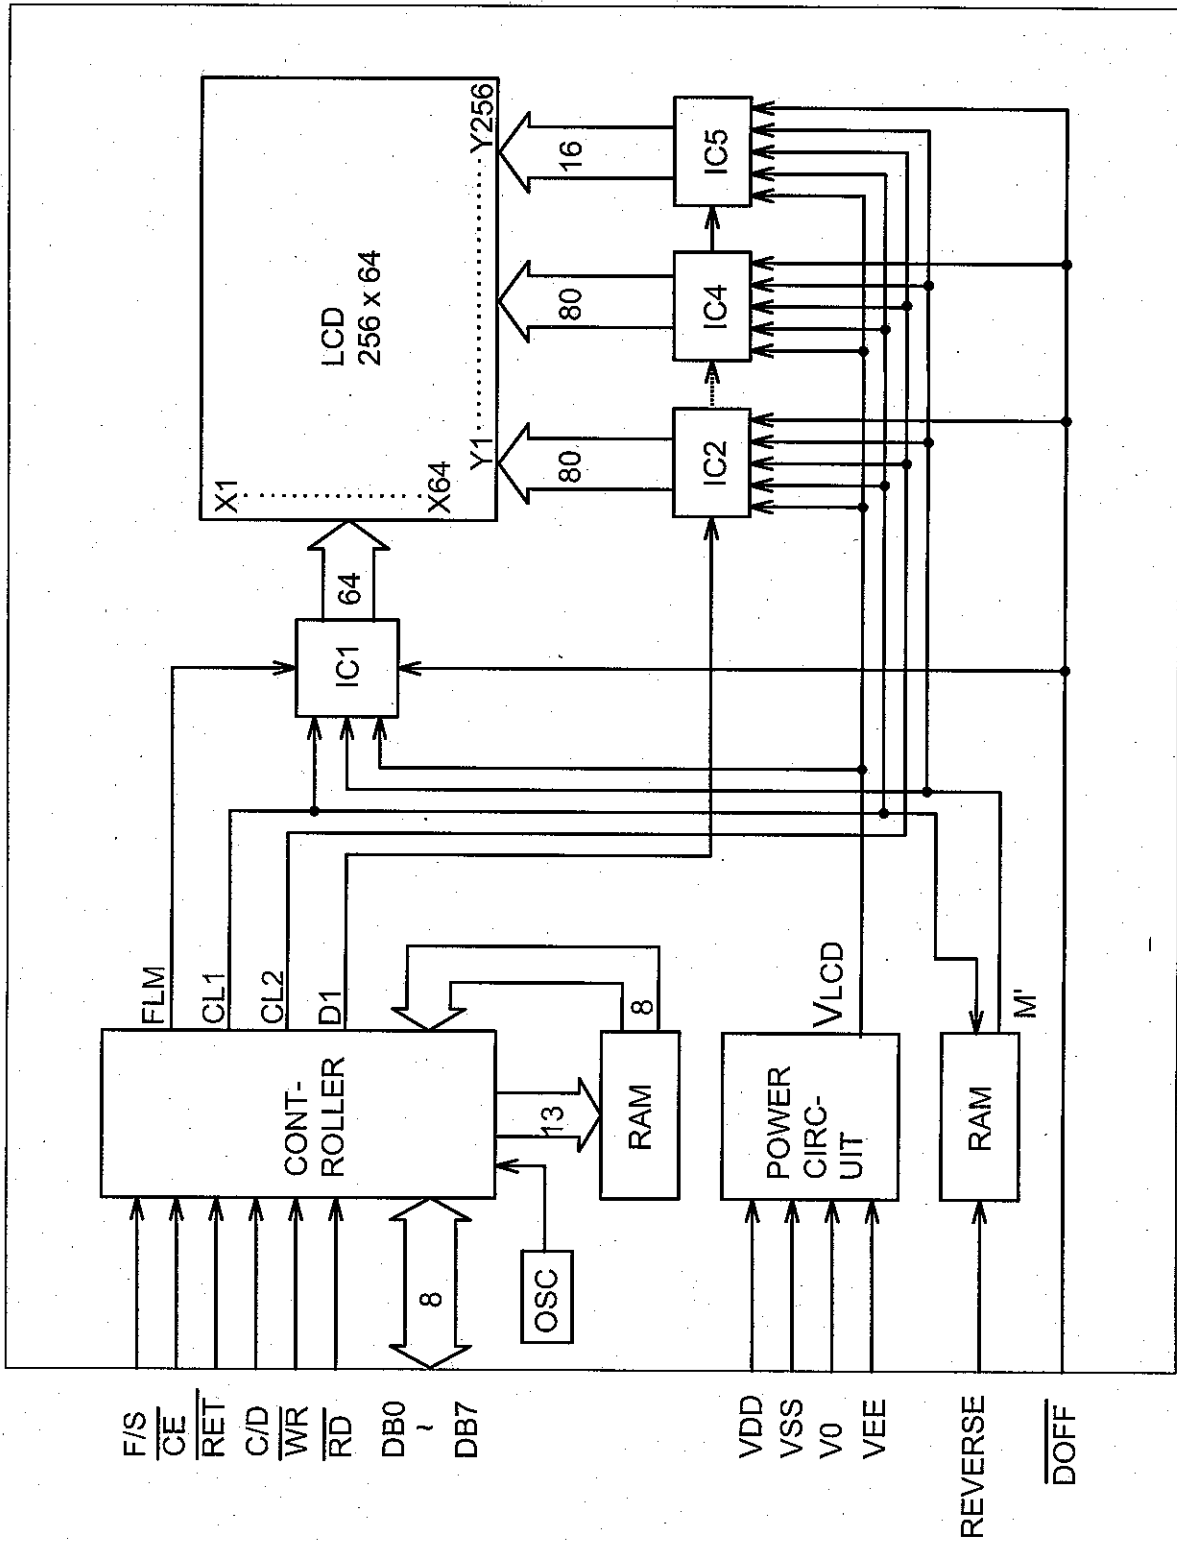 F/S
CE
RET
C/D
WR
RD
DB0
~
DB7
VDD
VSS
V0
VEE
REVERSE
DOFF
8
OSC
CONT-
ROLLER
13
RAM
8
POWER
CIRC-
UIT
RAM
FLM
CL1
CL2
D1
VLCD
M'
IC1
64
X1
X64
LCD
256 x 64
Y1
Y256
80
80
16
IC2
IC4
IC5